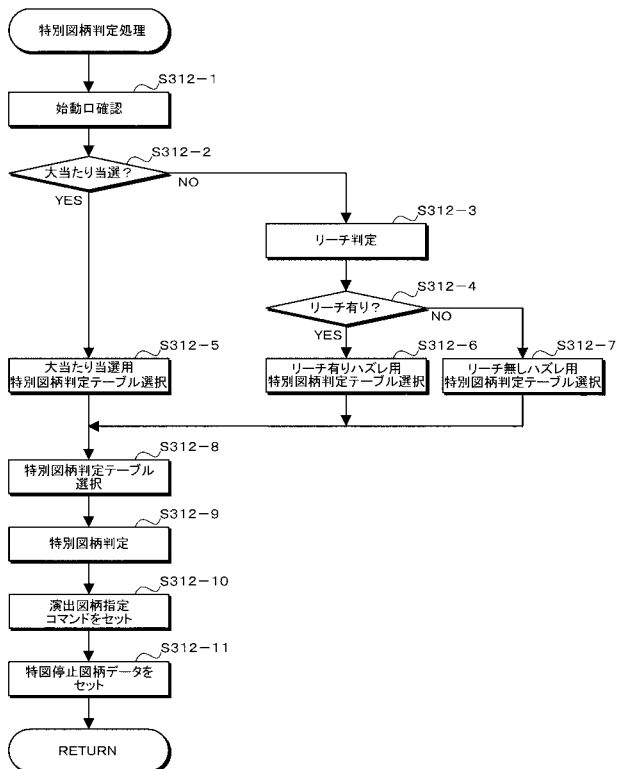 特別図柄判定処理
S312-1
始動口確認
S312-2
大当たり当選？
NO
YES
S312-3
リーチ判定
S312-4
リーチ有り？
NO
YES
S312-5
大当たり当選用
特別図柄判定テーブル選択
S312-6
リーチ有りハズレ用
特別図柄判定テーブル選択
S312-7
リーチ無しハズレ用
特別図柄判定テーブル選択
S312-8
特別図柄判定テーブル
選択
S312-9
特別図柄判定
S312-10
演出図柄指定
コマンドをセット
S312-11
特図停止図柄データを
セット
RETURN